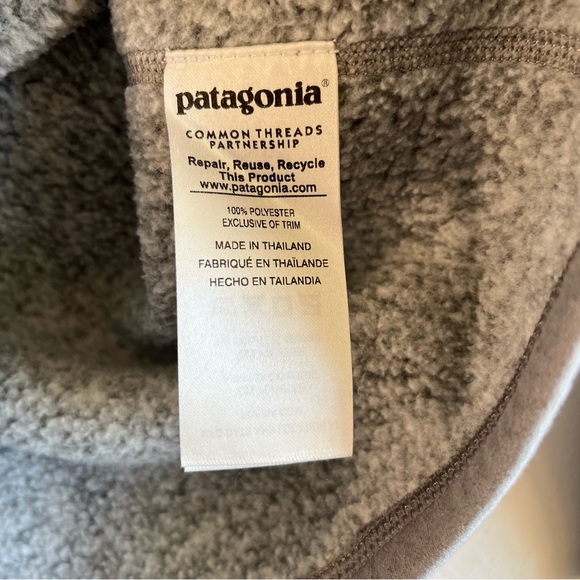 patagonia®
COMMON THREADS
PARTNERSHIP
Repair, Reuse, Recycle
This Product
www.patagonia.com
100% POLYESTER
EXCLUSIVE OF TRIM
MADE IN THAILAND
FABRIQUÉ EN THAÏLANDE
HECHO EN TAILANDIA